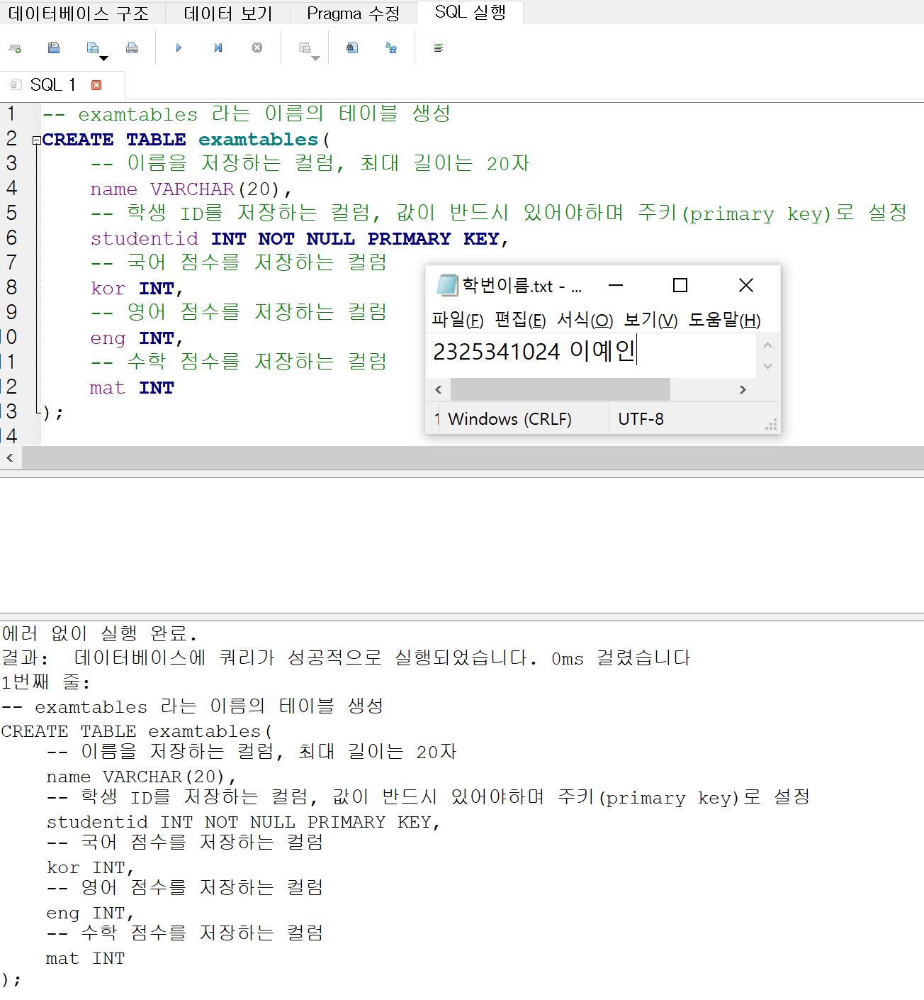 데이터베이스 구조 데이터 보기 Pragma 수정 SQL 실행
SQL 1
1 -- examtables 라는 이름의 테이블 생성
2 CREATE TABLE examtables(
3 -- 이름을 저장하는 컬럼, 최대 길이는 20자
4 name VARCHAR(20),
5 -- 학생 ID를 저장하는 컬럼, 값이 반드시 있어야하며 주키(primary key)로 설정
6 studentid INT NOT NULL PRIMARY KEY,
7 -- 국어 점수를 저장하는 컬럼
8 kor INT,
9 -- 영어 점수를 저장하는 컬럼
10 eng INT,
11 -- 수학 점수를 저장하는 컬럼
12 mat INT
13 );
14
학번이름.txt - ...
파일(F) 편집(E) 서식(O) 보기(V) 도움말(H)
2325341024 이예인
1 Windows (CRLF) UTF-8
에러 없이 실행 완료.
결과: 데이터베이스에 쿼리가 성공적으로 실행되었습니다. 0ms 걸렸습니다
1번째 줄:
-- examtables 라는 이름의 테이블 생성
CREATE TABLE examtables(
-- 이름을 저장하는 컬럼, 최대 길이는 20자
name VARCHAR(20),
-- 학생 ID를 저장하는 컬럼, 값이 반드시 있어야하며 주키(primary key)로 설정
studentid INT NOT NULL PRIMARY KEY,
-- 국어 점수를 저장하는 컬럼
kor INT,
-- 영어 점수를 저장하는 컬럼
eng INT,
-- 수학 점수를 저장하는 컬럼
mat INT
);